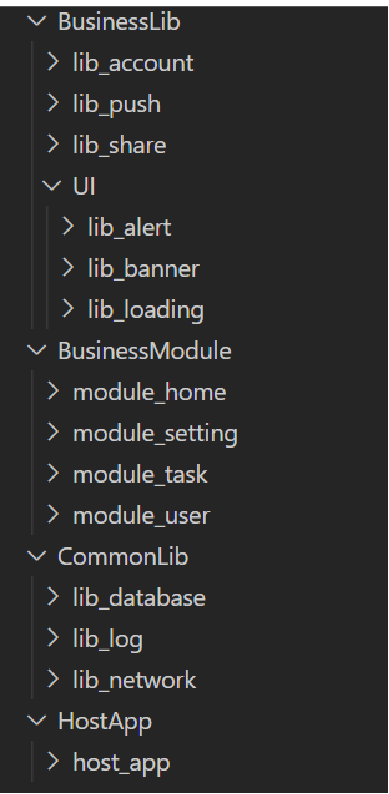 BusinessLib
lib_account
lib_push
lib_share
UI
lib_alert
lib_banner
lib_loading
BusinessModule
module_home
module_setting
module_task
module_user
CommonLib
lib_database
lib_log
lib_network
HostApp
host_app